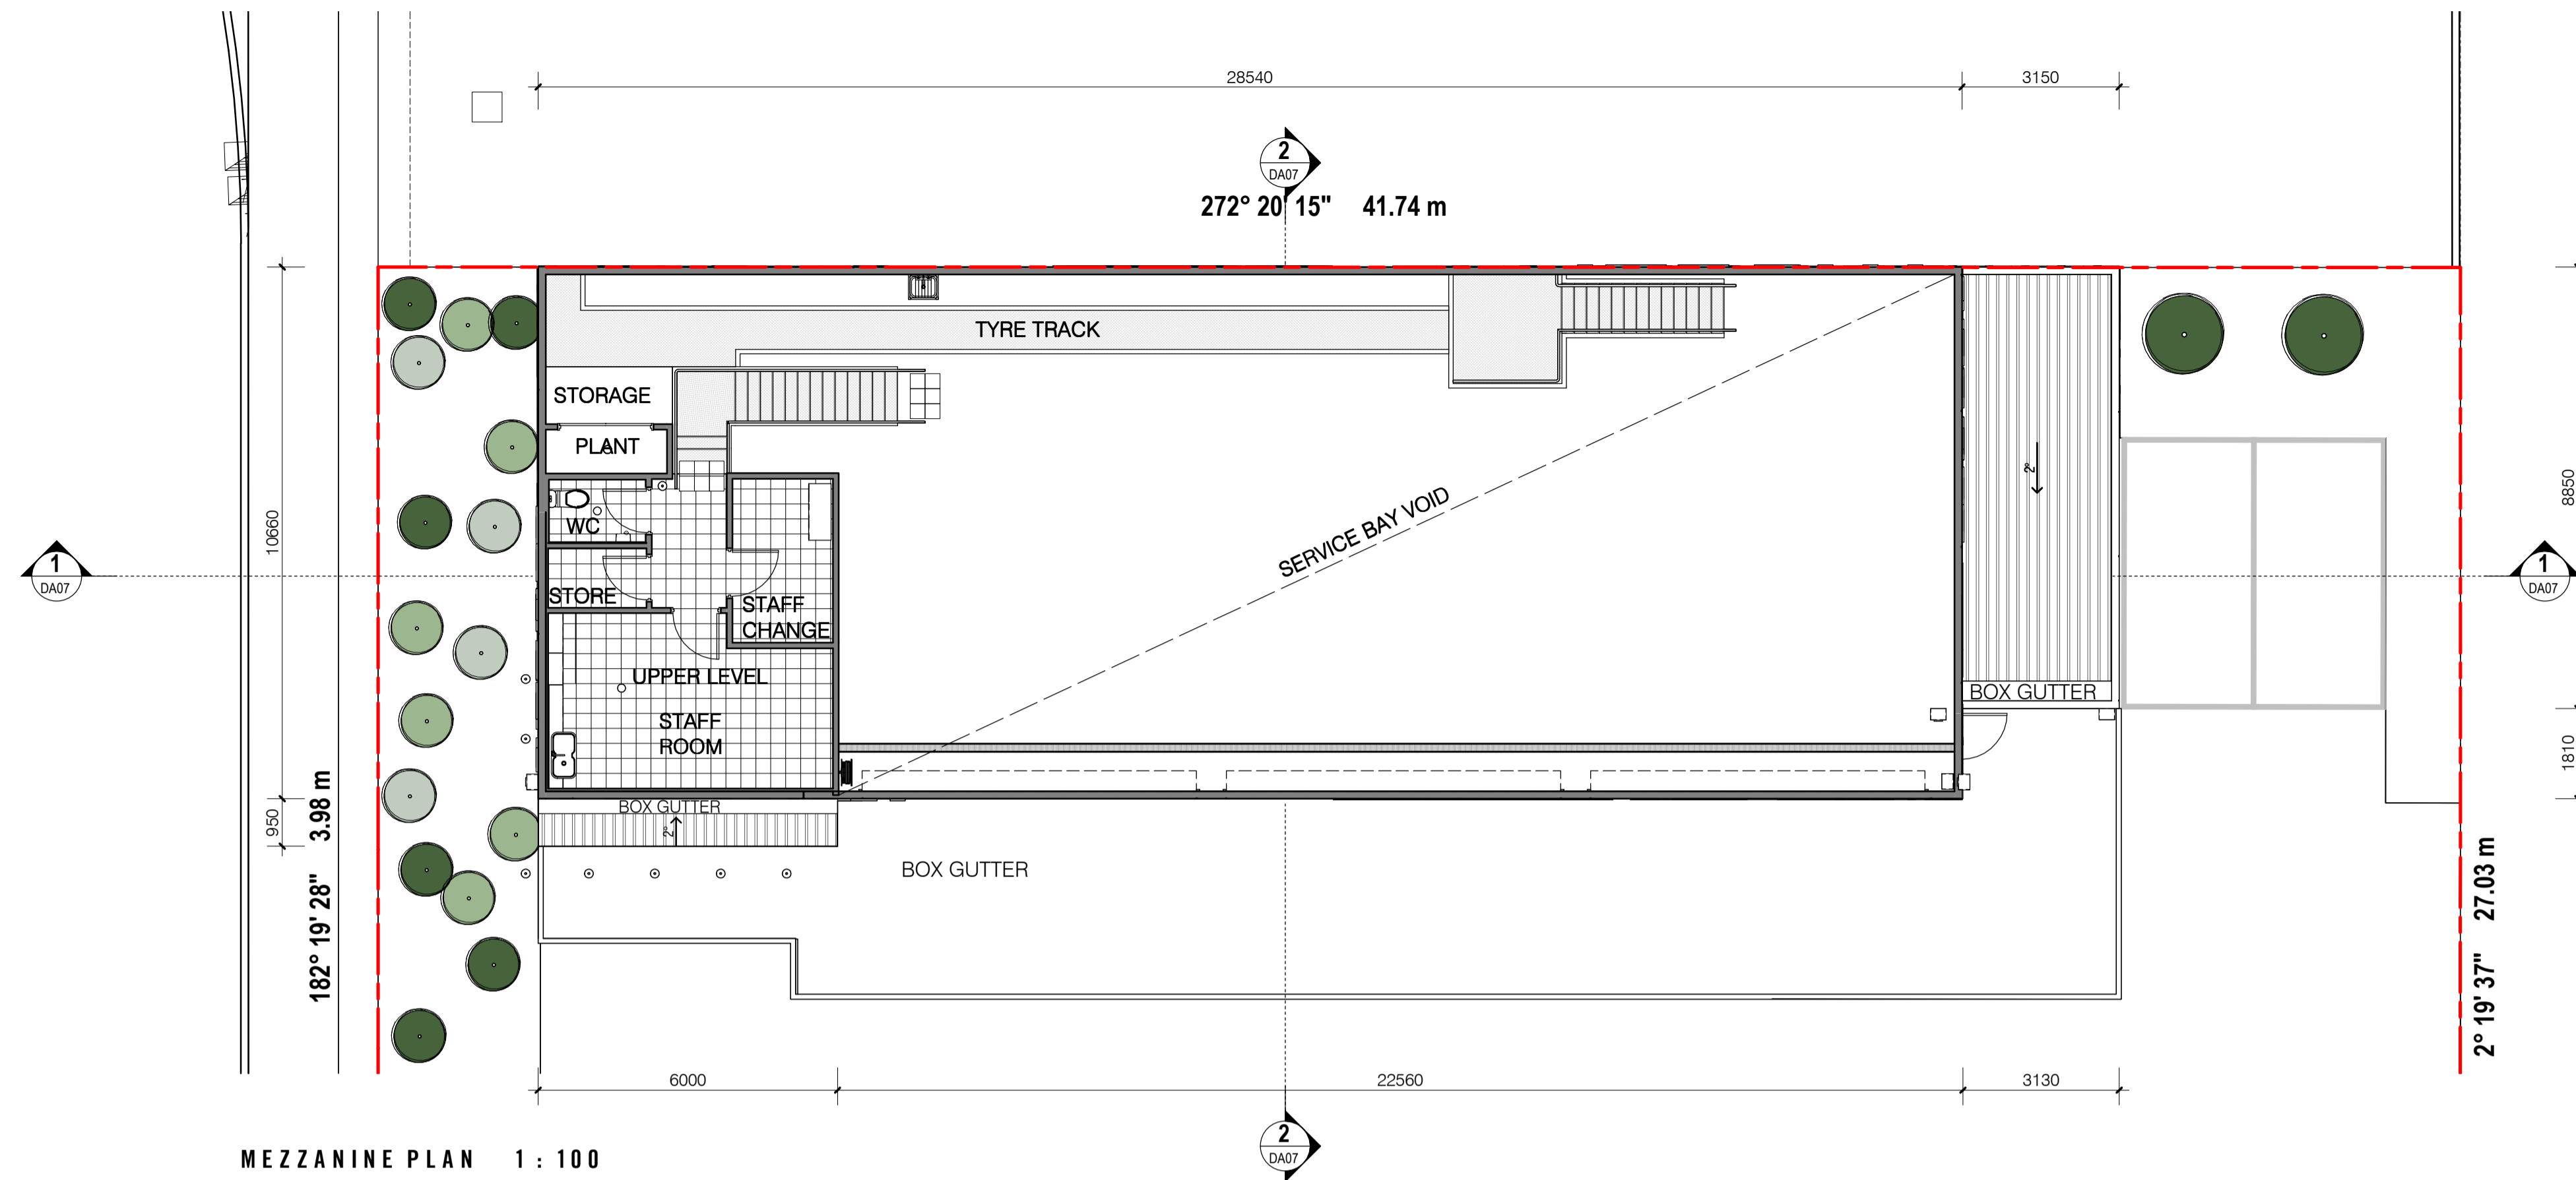 28540
3150
2
DA07
272° 20' 15" 41.74 m
TYRE TRACK
STORAGE
PLANT
WC
STORE
STAFF
CHANGE
UPPER LEVEL
STAFF
ROOM
SERVICE BAY VOID
2°
BOX GUTTER
10660
8850
1
DA07
1
DA07
1810
950
182° 19' 28" 3.98 m
BOX GUTTER
2°
BOX GUTTER
2° 19' 37" 27.03 m
6000
22560
3130
2
DA07
MEZZANINE PLAN 1 : 100